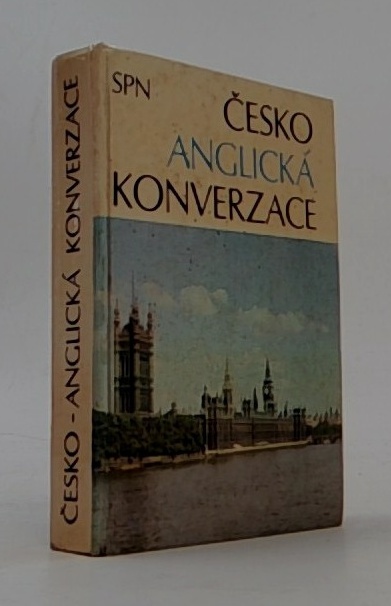 SPN
ČESKO
ANGLICKÁ
KONVERZACE
ČESKO - ANGLICKÁ KONVERZACE